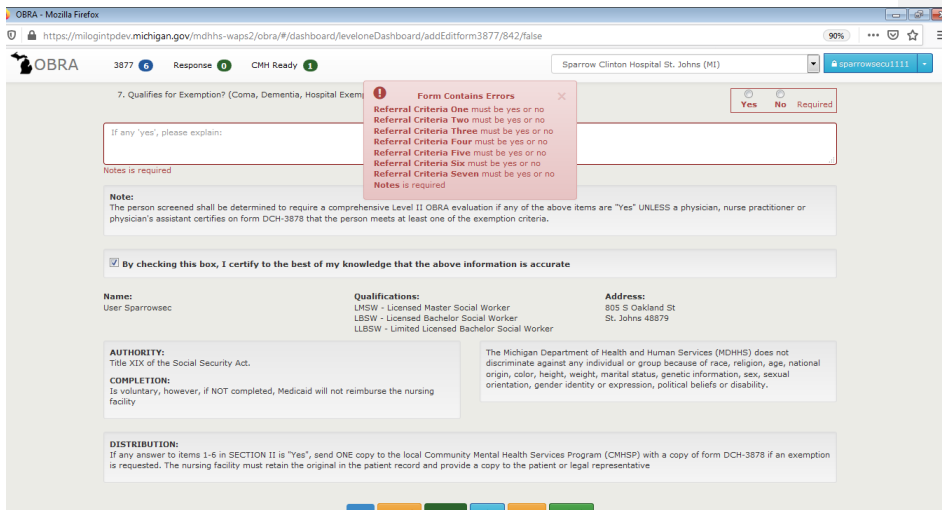 OBRA - Mozilla Firefox
https://milogintpdev.michigan.gov/mdhhs-waps2/obra/#/dashboard/leveloneDashboard/addEditform3877/842/false
90%
OBRA
3877 6
Response 0
CMH Ready 1
Sparrow Clinton Hospital St. Johns (MI)
sparrowsecu1111
7. Qualifies for Exemption? (Coma, Dementia, Hospital Exem
Yes No Required
Form Contains Errors
Referral Criteria One must be yes or no
Referral Criteria Two must be yes or no
Referral Criteria Three must be yes or no
Referral Criteria Four must be yes or no
Referral Criteria Five must be yes or no
Referral Criteria Six must be yes or no
Referral Criteria Seven must be yes or no
Notes is required
If any 'yes', please explain:
Notes is required
Note:
The person screened shall be determined to require a comprehensive Level II OBRA evaluation if any of the above items are "Yes" UNLESS a physician, nurse practitioner or
physician's assistant certifies on form DCH-3878 that the person meets at least one of the exemption criteria.
By checking this box, I certify to the best of my knowledge that the above information is accurate
Name:
User Sparrowsec
Qualifications:
LMSW - Licensed Master Social Worker
LBSW - Licensed Bachelor Social Worker
LLBSW - Limited Licensed Bachelor Social Worker
Address:
805 S Oakland St
St. Johns 48879
AUTHORITY:
Title XIX of the Social Security Act.
COMPLETION:
Is voluntary, however, if NOT completed, Medicaid will not reimburse the nursing
facility
The Michigan Department of Health and Human Services (MDHHS) does not
discriminate against any individual or group because of race, religion, age, national
origin, color, height, weight, marital status, genetic information, sex, sexual
orientation, gender identity or expression, political beliefs or disability.
DISTRIBUTION:
If any answer to items 1-6 in SECTION II is "Yes", send ONE copy to the local Community Mental Health Services Program (CMHSP) with a copy of form DCH-3878 if an exemption
is requested. The nursing facility must retain the original in the patient record and provide a copy to the patient or legal representative